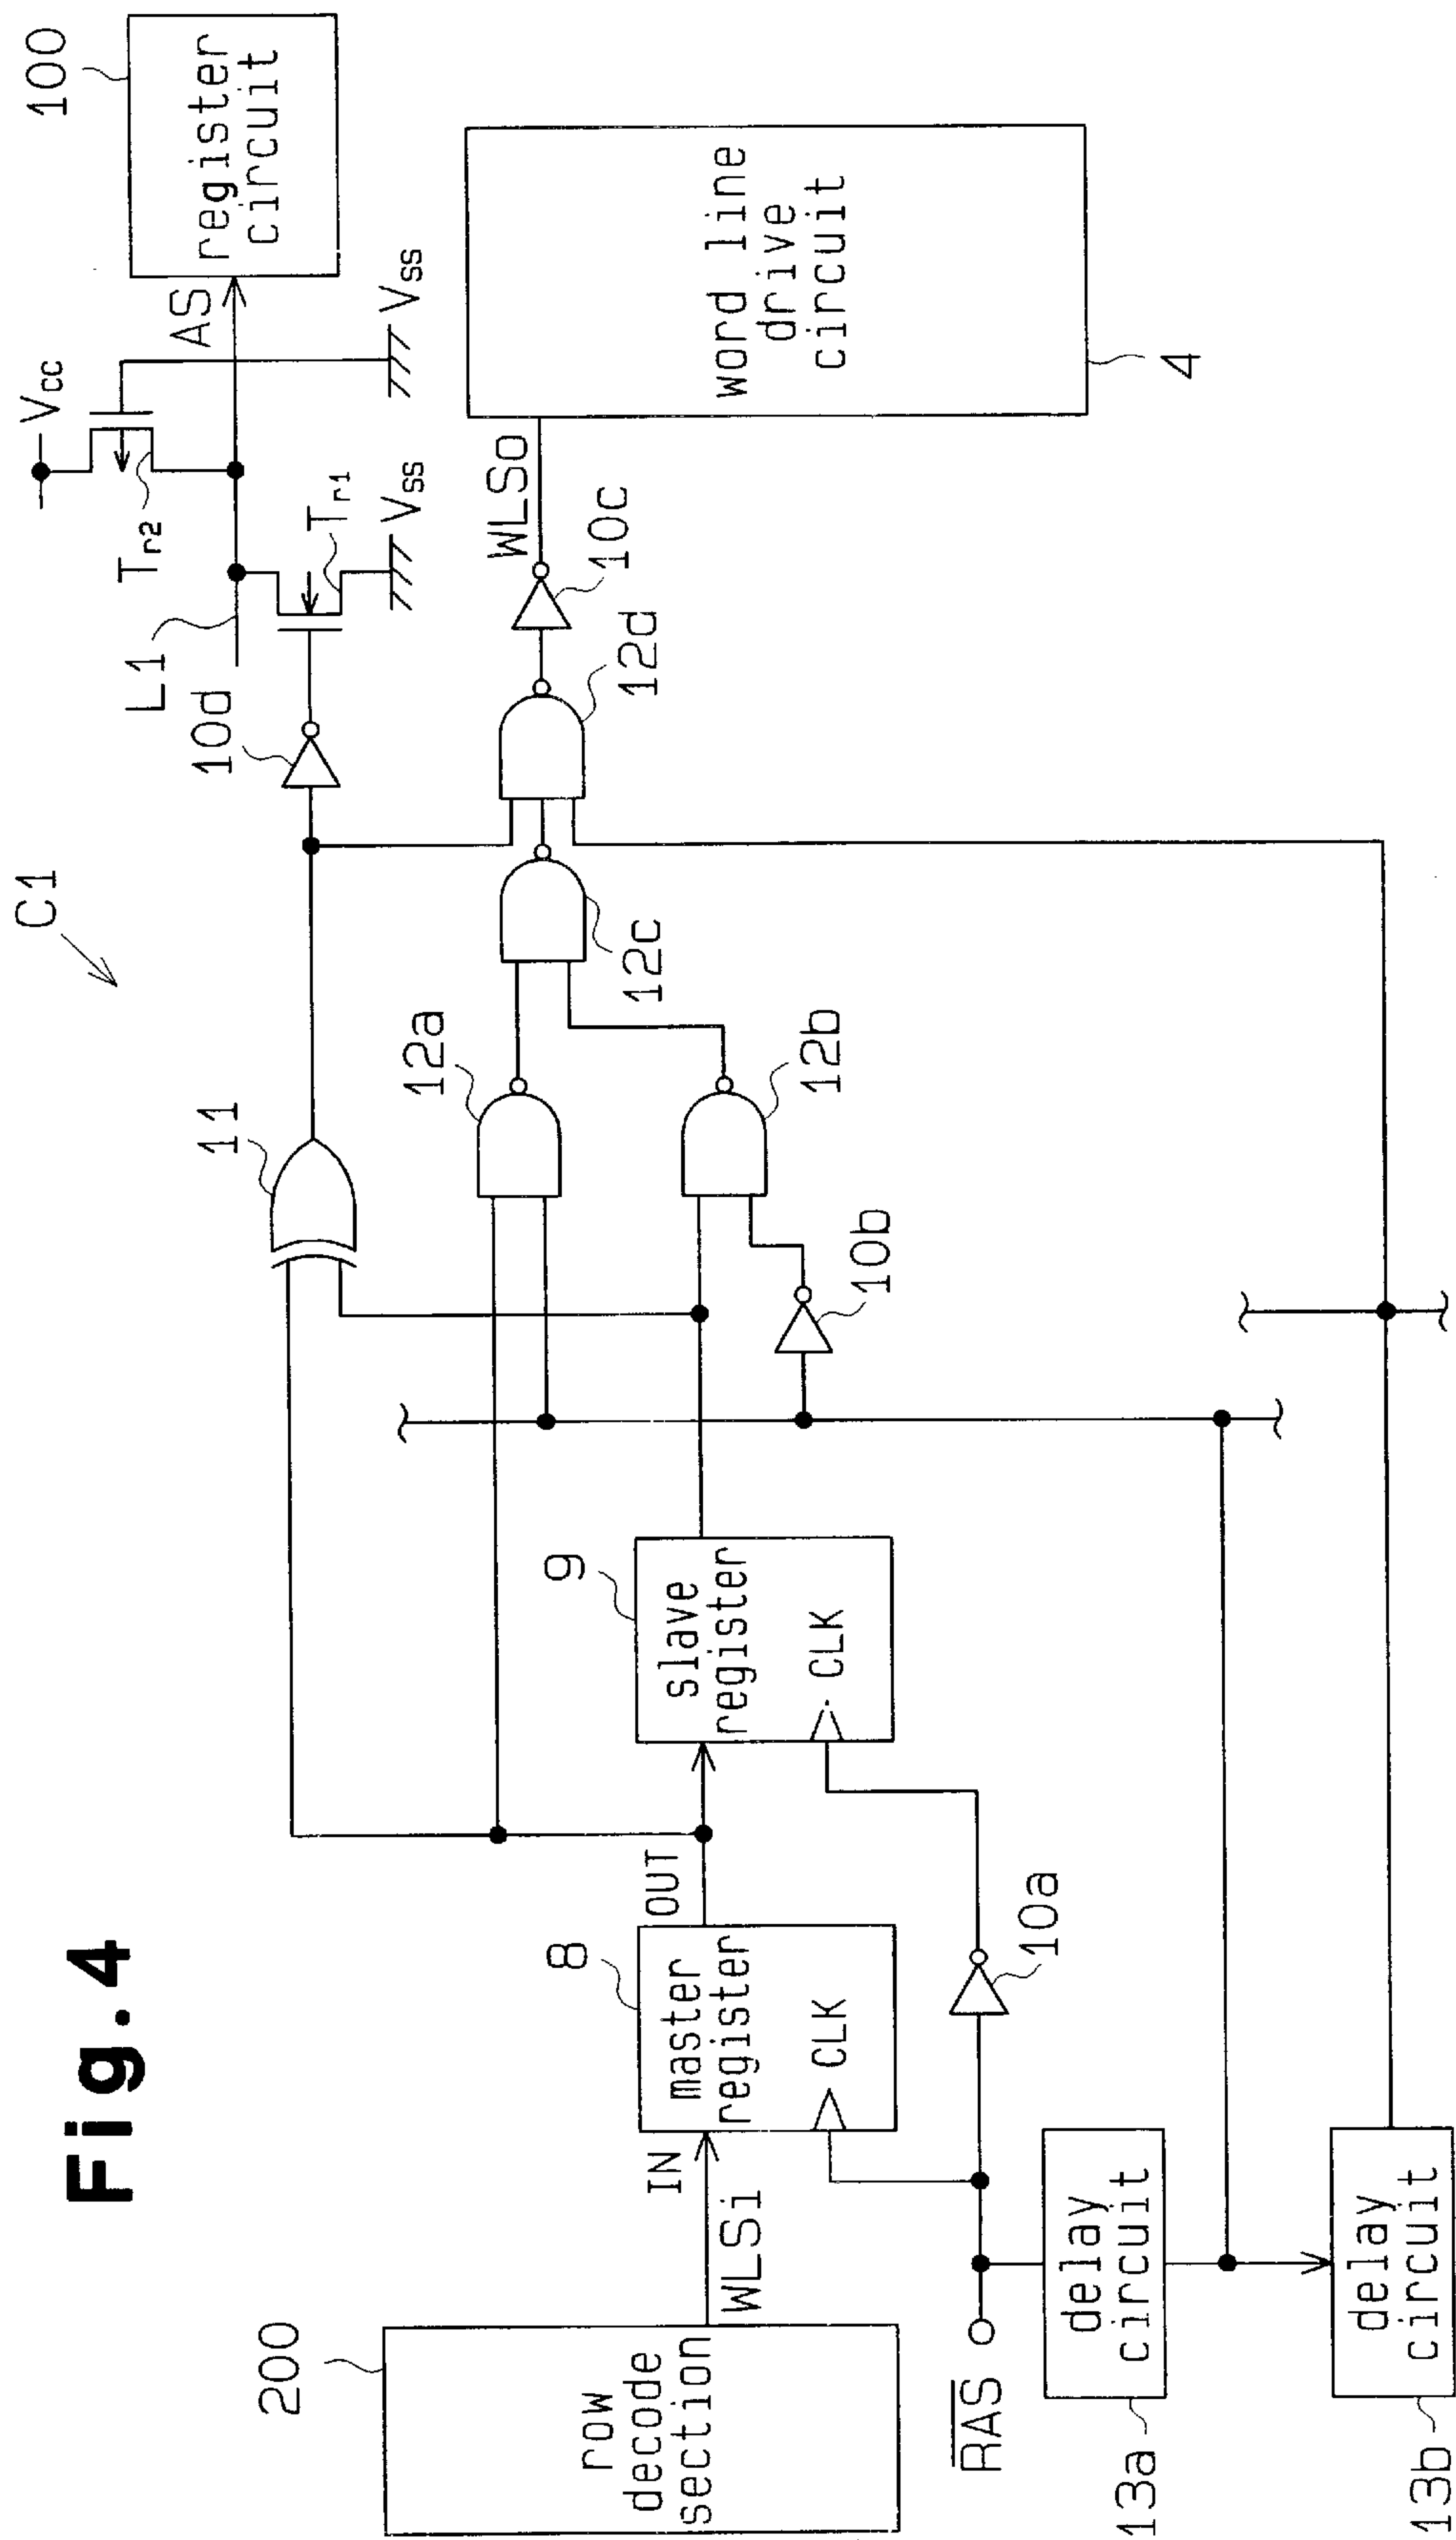 Fig.4
C1
200
row
decode
section
WLSi
IN
8
master
register
CLK
OUT
9
slave
register
CLK
RAS
10a
13a
delay
circuit
13b
delay
circuit
10b
11
12a
12b
12c
12d
10d
10c
WLSo
L1
Tr1
Tr2
Vcc
Vss
Vss
AS
100
register
circuit
word line
drive
circuit
4